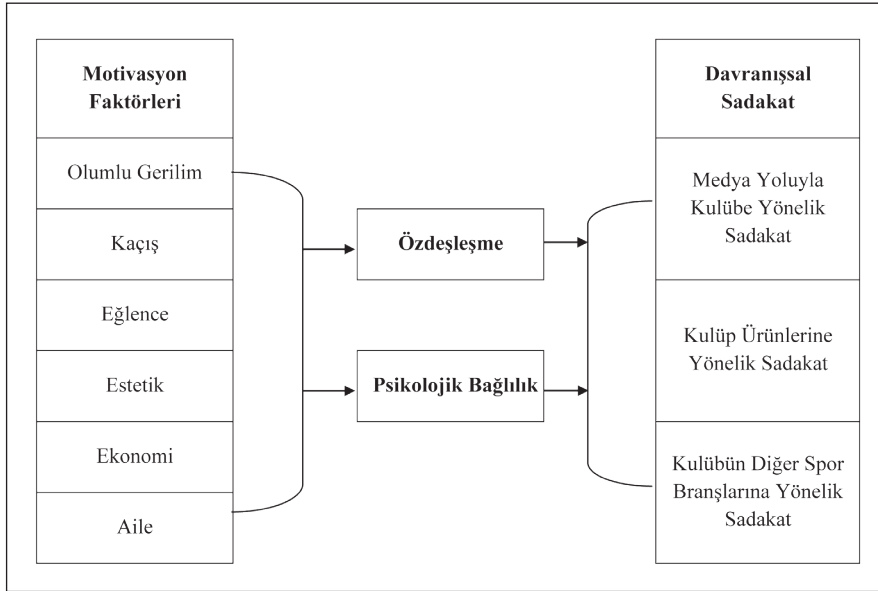 Motivasyon
Faktörleri
Olumlu Gerilim
Kaçış
Eğlence
Estetik
Ekonomi
Aile
Özdeşleşme
Psikolojik Bağlılık
Davranışsal
Sadakat
Medya Yoluyla
Kulübe Yönelik
Sadakat
Kulüp Ürünlerine
Yönelik Sadakat
Kulübün Diğer Spor
Branşlarına Yönelik
Sadakat